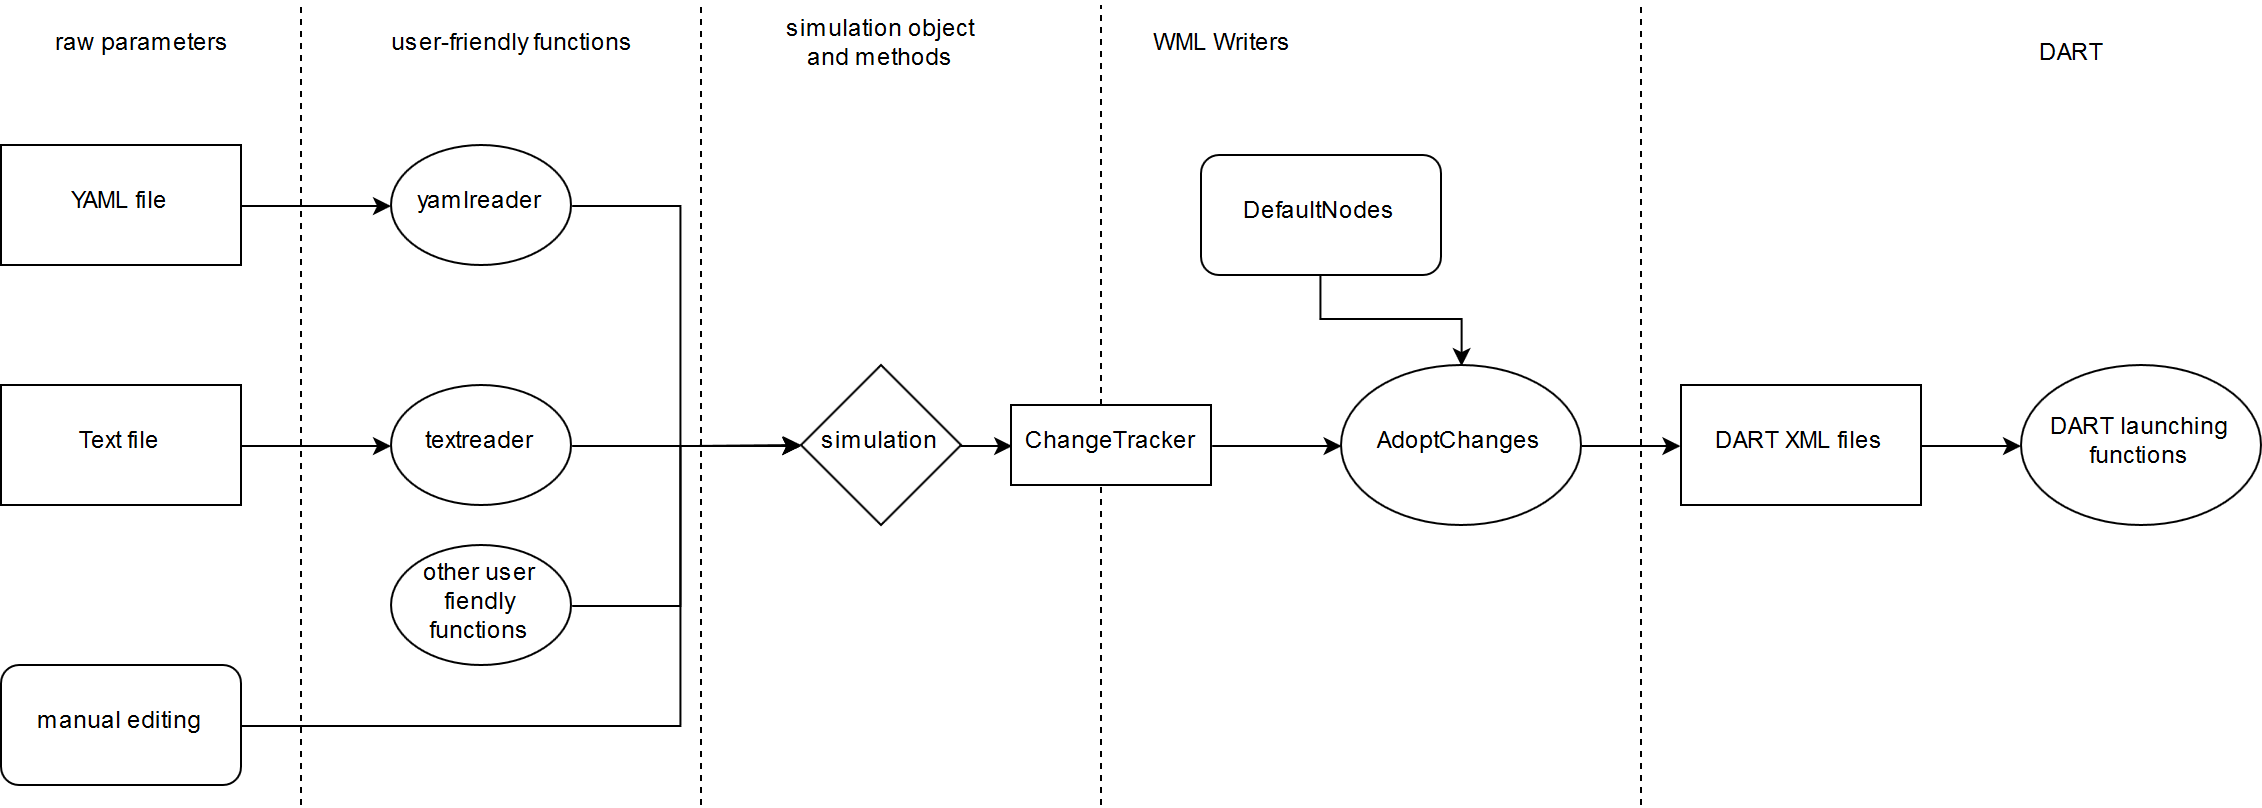 raw parameters
user-friendly functions
simulation object
and methods
WML Writers
DART
YAML file
yamlreader
DefaultNodes
Text file
textreader
simulation
ChangeTracker
AdoptChanges
DART XML files
DART launching
functions
other user
fiendly
functions
manual editing